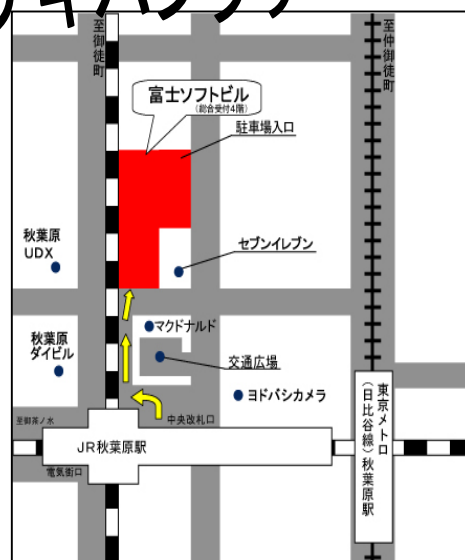 至御徒町
至仲御徒町
富士ソフトビル
(総合受付4階)
駐車場入口
秋葉原
UDX
セブンイレブン
マクドナルド
秋葉原
ダイビル
交通広場
ヨドバシカメラ
至御茶ノ水
中央改札口
JR秋葉原駅
電気街口
東京メトロ
(日比谷線)秋葉原駅